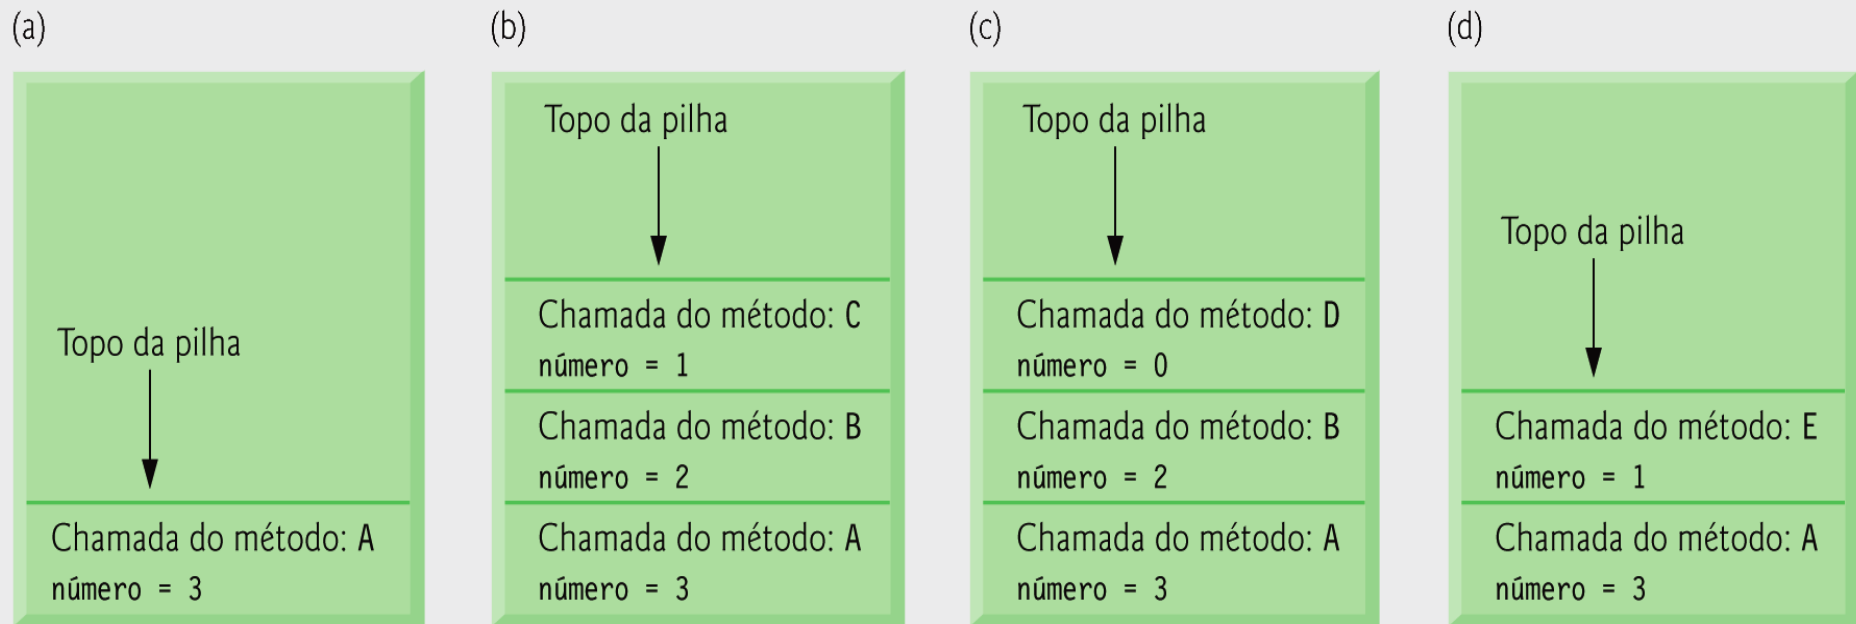 (a)
Topo da pilha
Chamada do método: A
número = 3
(b)
Topo da pilha
Chamada do método: C
número = 1
Chamada do método: B
número = 2
Chamada do método: A
número = 3
(c)
Topo da pilha
Chamada do método: D
número = 0
Chamada do método: B
número = 2
Chamada do método: A
número = 3
(d)
Topo da pilha
Chamada do método: E
número = 1
Chamada do método: A
número = 3